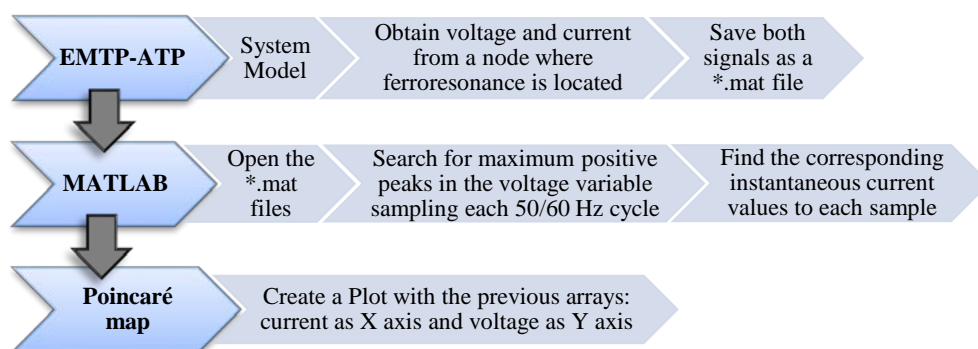 EMTP-ATP
System
Model
Obtain voltage and current
from a node where
ferroresonance is located
Save both
signals as a
*.mat file
MATLAB
Open the
*.mat
files
Search for maximum positive
peaks in the voltage variable
sampling each 50/60 Hz cycle
Find the corresponding
instantaneous current
values to each sample
Poincaré
map
Create a Plot with the previous arrays:
current as X axis and voltage as Y axis